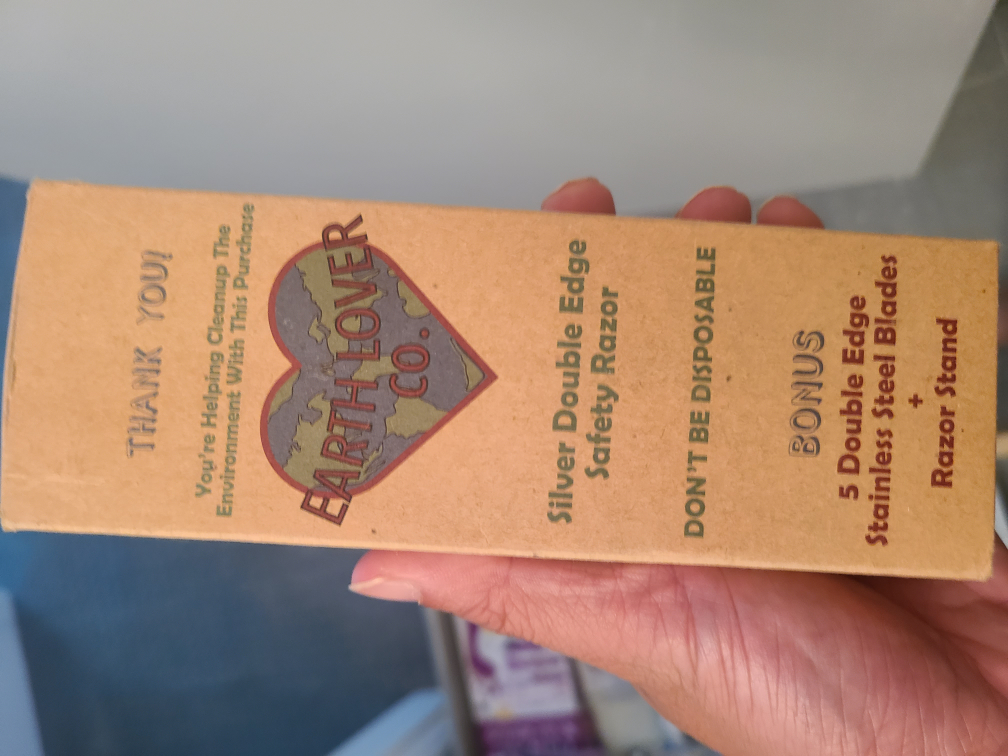 THANK YOU!
You're Helping Cleanup The
Environment With This Purchase
EARTH LOVER
CO.
Silver Double Edge
Safety Razor
DON'T BE DISPOSABLE
BONUS
5 Double Edge
Stainless Steel Blades
+
Razor Stand